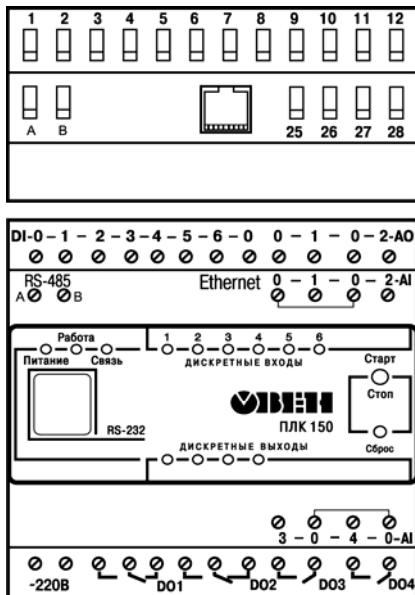 1 2 3 4 5 6 7 8 9 10 11 12
A B 25 26 27 28
DI-0 - 1 - 2 - 3 - 4 - 5 - 6 - 0 0 - 1 - 0 - 2-AO
RS-485 Ethernet 0 - 1 - 0 - 2-AI
A B
Работа 1 2 3 4 5 6
Питание Связь ДИСКРЕТНЫЕ ВХОДЫ Старт
ОВЕН Стоп
RS-232 ПЛК 150
ДИСКРЕТНЫЕ ВЫХОДЫ Сброс
3 - 0 - 4 - 0-AI
~220В DO1 DO2 DO3 DO4